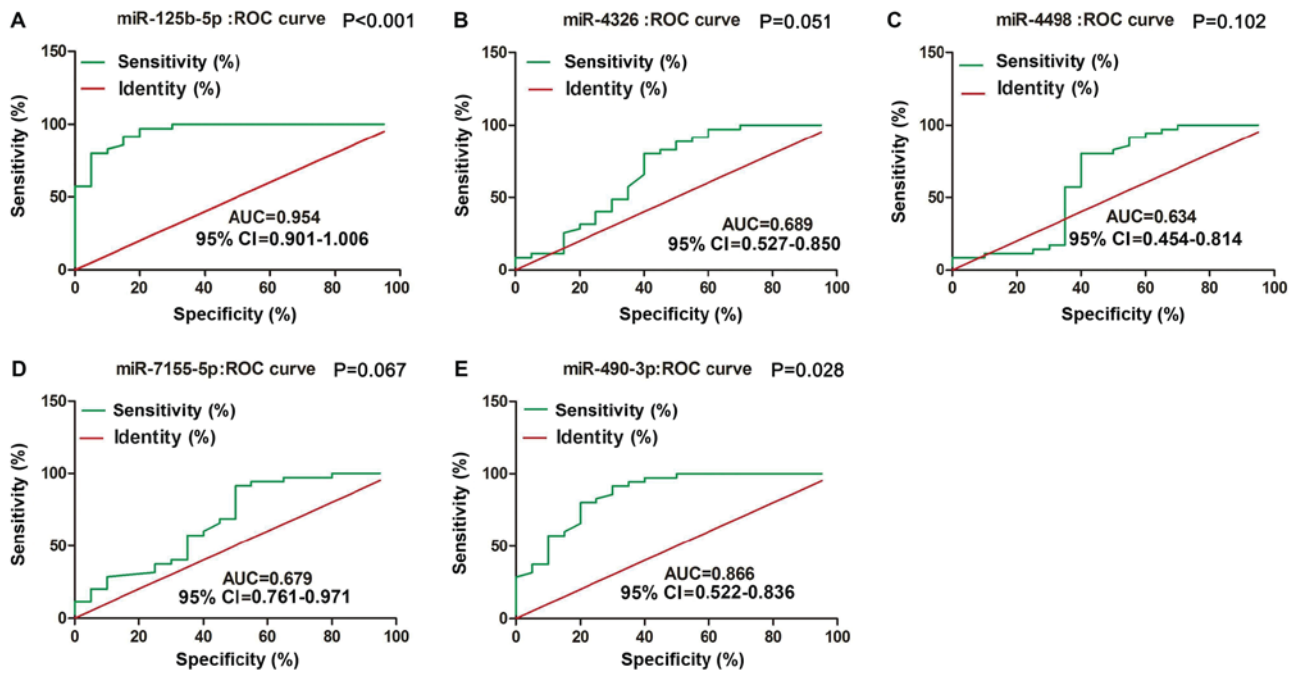 A miR-125b-5p :ROC curve P<0.001
150
Sensitivity (%)
Identity (%)
100
50
0
Sensitivity (%)
AUC=0.954
95% CI=0.901-1.006
0 20 40 60 80 100
Specificity (%)
B miR-4326 :ROC curve P=0.051
150
Sensitivity (%)
Identity (%)
100
50
0
Sensitivity (%)
AUC=0.689
95% CI=0.527-0.850
0 20 40 60 80 100
Specificity (%)
C miR-4498 :ROC curve P=0.102
150
Sensitivity (%)
Identity (%)
100
50
0
Sensitivity (%)
AUC=0.634
95% CI=0.454-0.814
0 20 40 60 80 100
Specificity (%)
D miR-7155-5p:ROC curve P=0.067
150
Sensitivity (%)
Identity (%)
100
50
0
Sensitivity (%)
AUC=0.679
95% CI=0.761-0.971
0 20 40 60 80 100
Specificity (%)
E miR-490-3p:ROC curve P=0.028
150
Sensitivity (%)
Identity (%)
100
50
0
Sensitivity (%)
AUC=0.866
95% CI=0.522-0.836
0 20 40 60 80 100
Specificity (%)